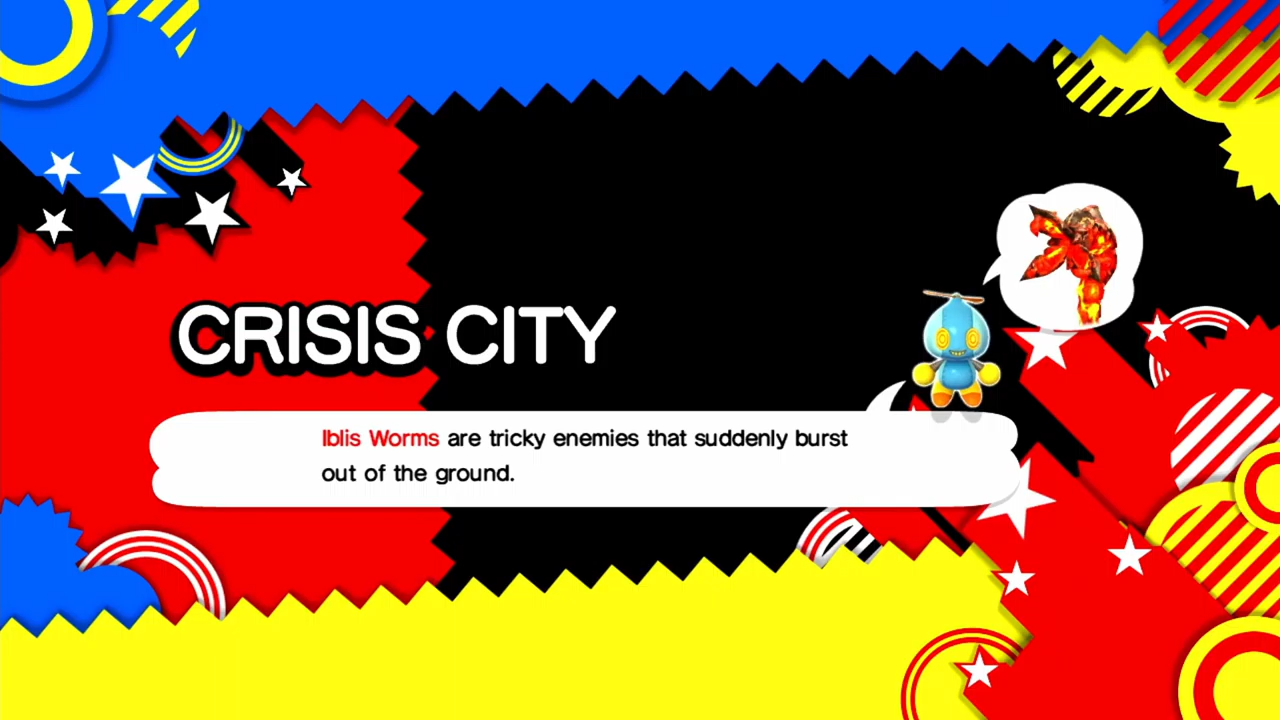 CRISIS CITY
Iblis Worms are tricky enemies that suddenly burst
out of the ground.